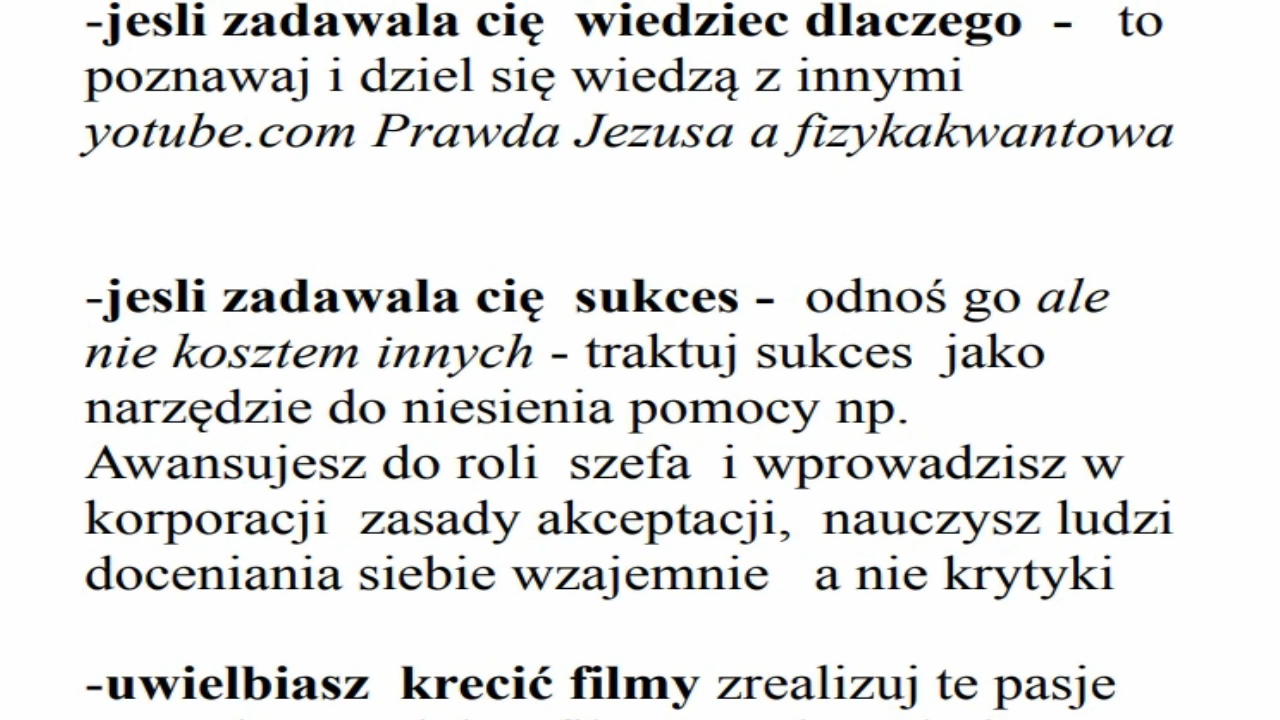 -jesli zadawala cię wiedziec dlaczego - to
poznawaj i dziel się wiedzą z innymi
yotube.com Prawda Jezusa a fizykakwantowa
-jesli zadawala cię sukces - odnoś go ale
nie kosztem innych - traktuj sukces jako
narzędzie do niesienia pomocy np.
Awansujesz do roli szefa i wprowadzisz w
korporacji zasady akceptacji, nauczysz ludzi
doceniania siebie wzajemnie a nie krytyki
-uwielbiasz krecić filmy zrealizuj te pasje